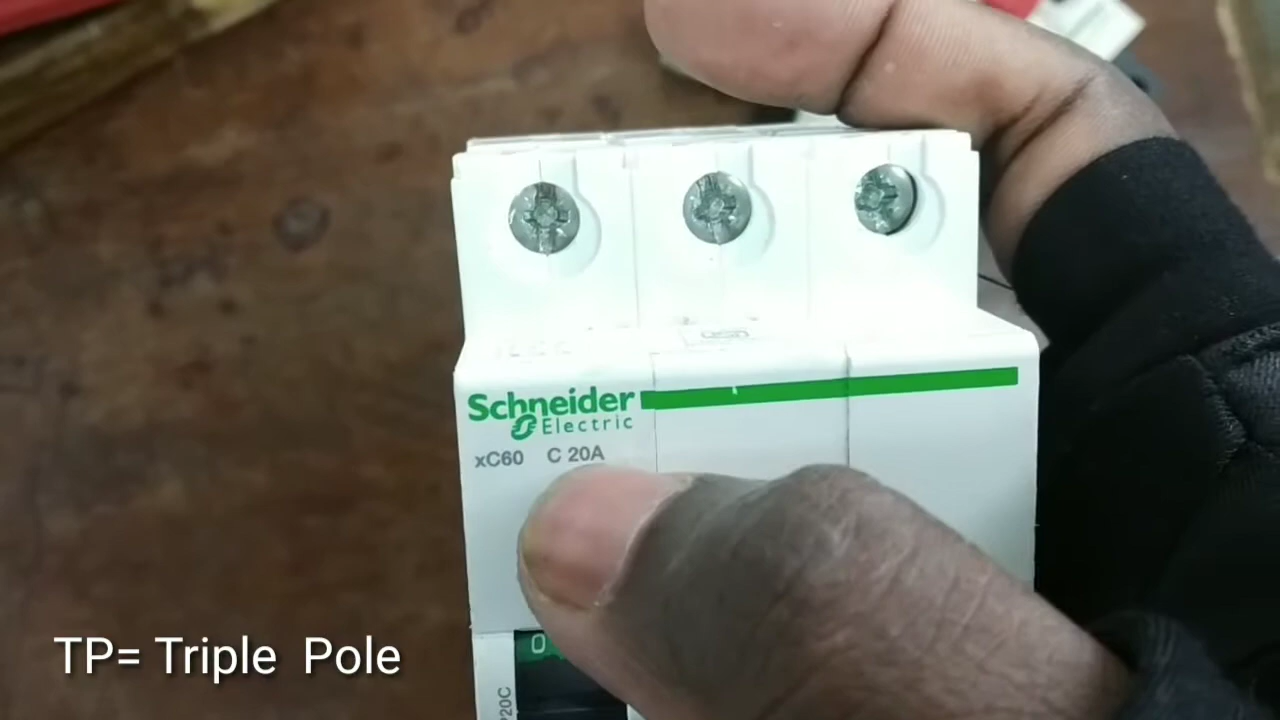 Schneider
Electric
xC60 C 20A
O
TP= Triple Pole